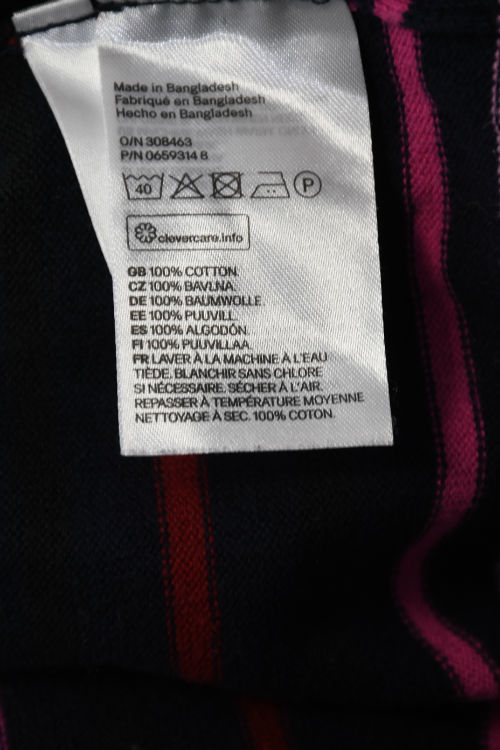 Made in Bangladesh
Fabriqué en Bangladesh
Hecho en Bangladesh
O/N 308463
P/N 0659314 8
40 P
clevercare.info
GB 100% COTTON.
CZ 100% BAVLNA.
DE 100% BAUMWOLLE.
EE 100% PUUVILL.
ES 100% ALGODÓN.
FI 100% PUUVILLAA.
FR LAVER À LA MACHINE À L'EAU
TIÈDE. BLANCHIR SANS CHLORE
SI NÉCESSAIRE. SÉCHER À L'AIR.
REPASSER À TEMPÉRATURE MOYENNE
NETTOYAGE À SEC. 100% COTON.